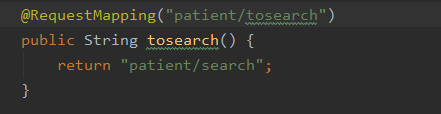 @RequestMapping("patient/tosearch")
public String tosearch() {
    return "patient/search";
}